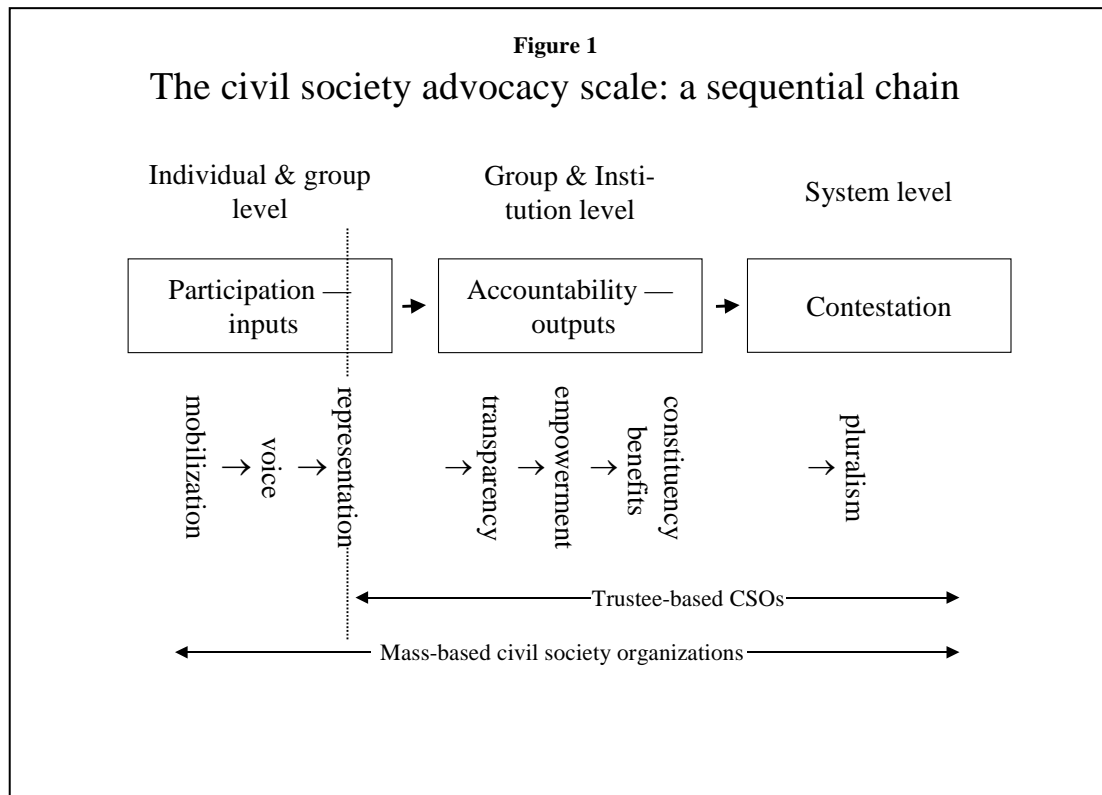 Figure 1
The civil society advocacy scale: a sequential chain
Individual & group
level
Group & Insti-
tution level
System level
Participation —
inputs
Accountability —
outputs
Contestation
mobilization
→
voice
→
representation
→
transparency
→
empowerment
→
constituency
benefits
→
pluralism
Trustee-based CSOs
Mass-based civil society organizations